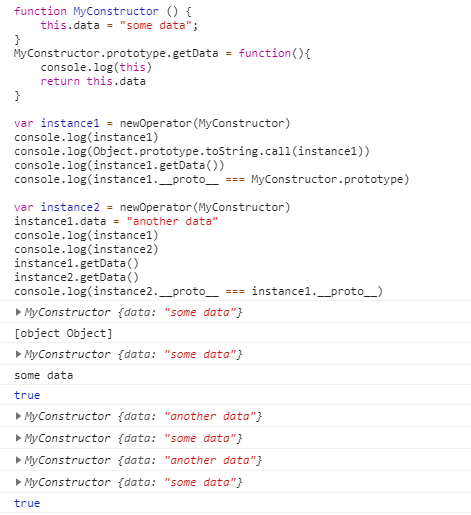 function MyConstructor () {
    this.data = "some data";
}
MyConstructor.prototype.getData = function(){
    console.log(this)
    return this.data
}

var instance1 = newOperator(MyConstructor)
console.log(instance1)
console.log(Object.prototype.toString.call(instance1))
console.log(instance1.getData())
console.log(instance1.__proto__ === MyConstructor.prototype)

var instance2 = newOperator(MyConstructor)
instance1.data = "another data"
console.log(instance1)
console.log(instance2)
instance1.getData()
instance2.getData()
console.log(instance2.__proto__ === instance1.__proto__)
MyConstructor {data: "some data"}
[object Object]
MyConstructor {data: "some data"}
some data
true
MyConstructor {data: "another data"}
MyConstructor {data: "some data"}
MyConstructor {data: "another data"}
MyConstructor {data: "some data"}
true